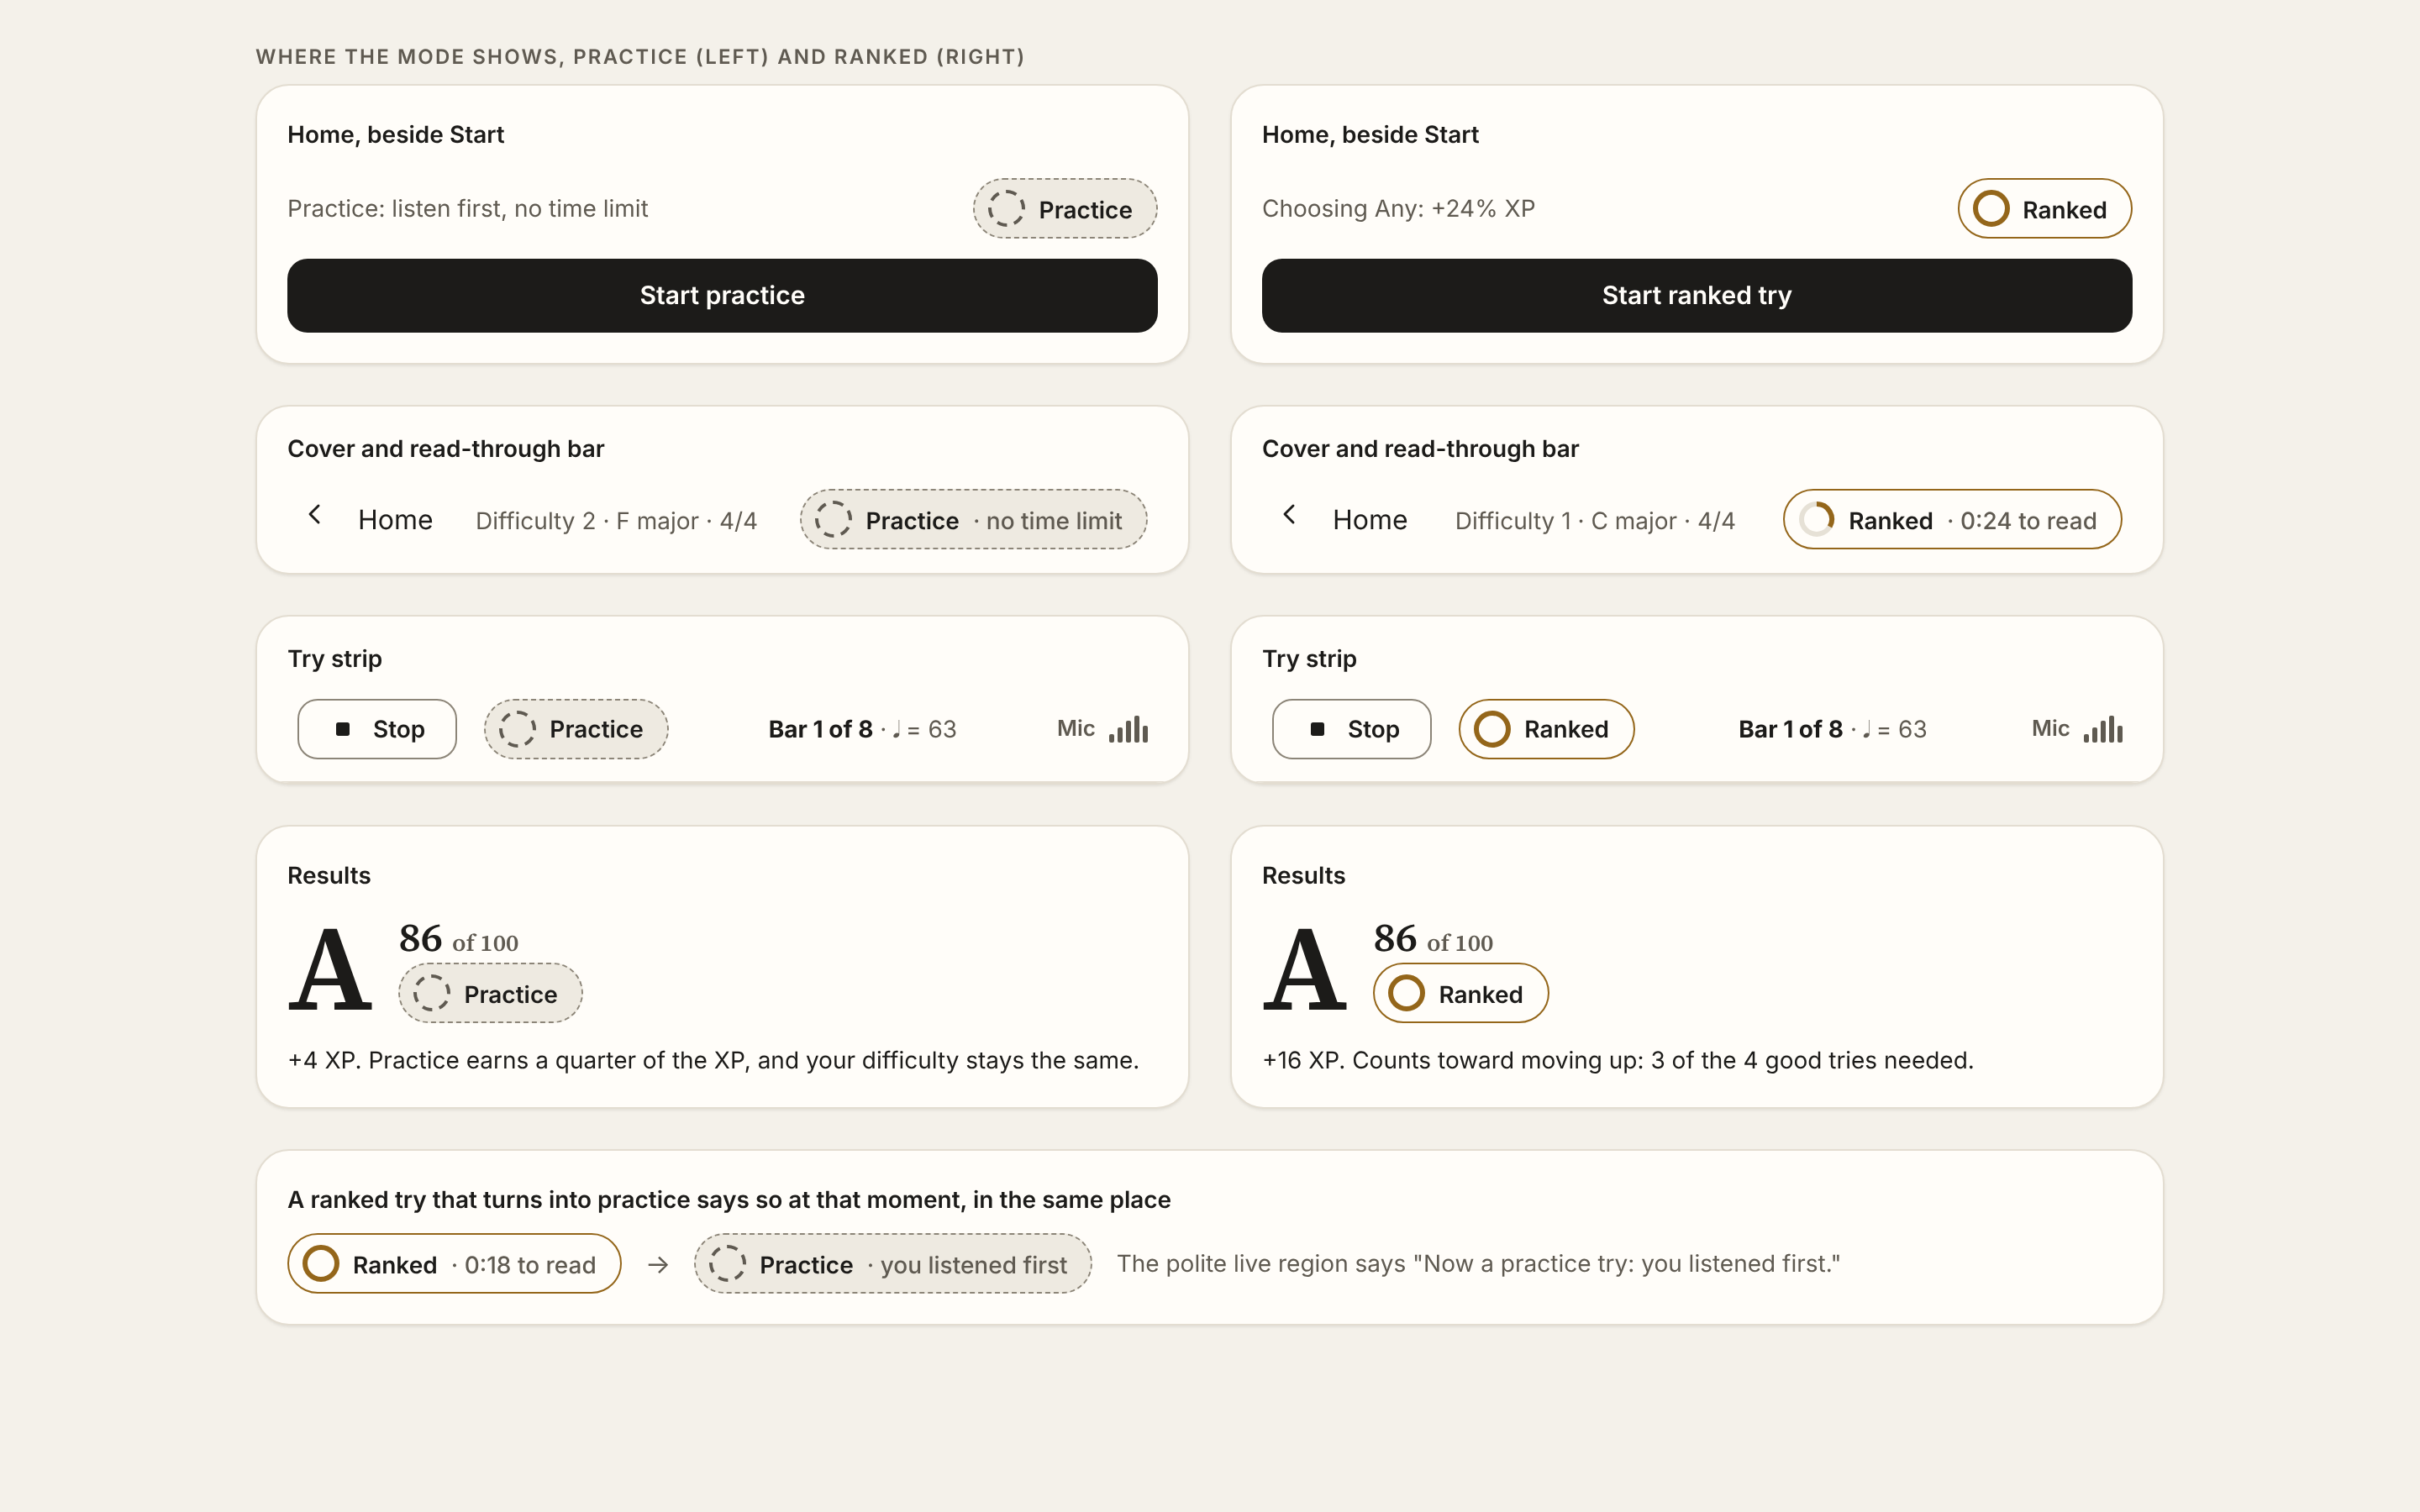 WHERE THE MODE SHOWS, PRACTICE (LEFT) AND RANKED (RIGHT)
Home, beside Start
Practice: listen first, no time limit
Practice
Start practice
Home, beside Start
Choosing Any: +24% XP
Ranked
Start ranked try
Cover and read-through bar
Home
Difficulty 2 · F major · 4/4
Practice · no time limit
Cover and read-through bar
Home
Difficulty 1 · C major · 4/4
Ranked · 0:24 to read
Try strip
Stop
Practice
Bar 1 of 8 · ♩ = 63
Mic
Try strip
Stop
Ranked
Bar 1 of 8 · ♩ = 63
Mic
Results
A
86 of 100
Practice
+4 XP. Practice earns a quarter of the XP, and your difficulty stays the same.
Results
A
86 of 100
Ranked
+16 XP. Counts toward moving up: 3 of the 4 good tries needed.
A ranked try that turns into practice says so at that moment, in the same place
Ranked · 0:18 to read → Practice · you listened first The polite live region says "Now a practice try: you listened first."